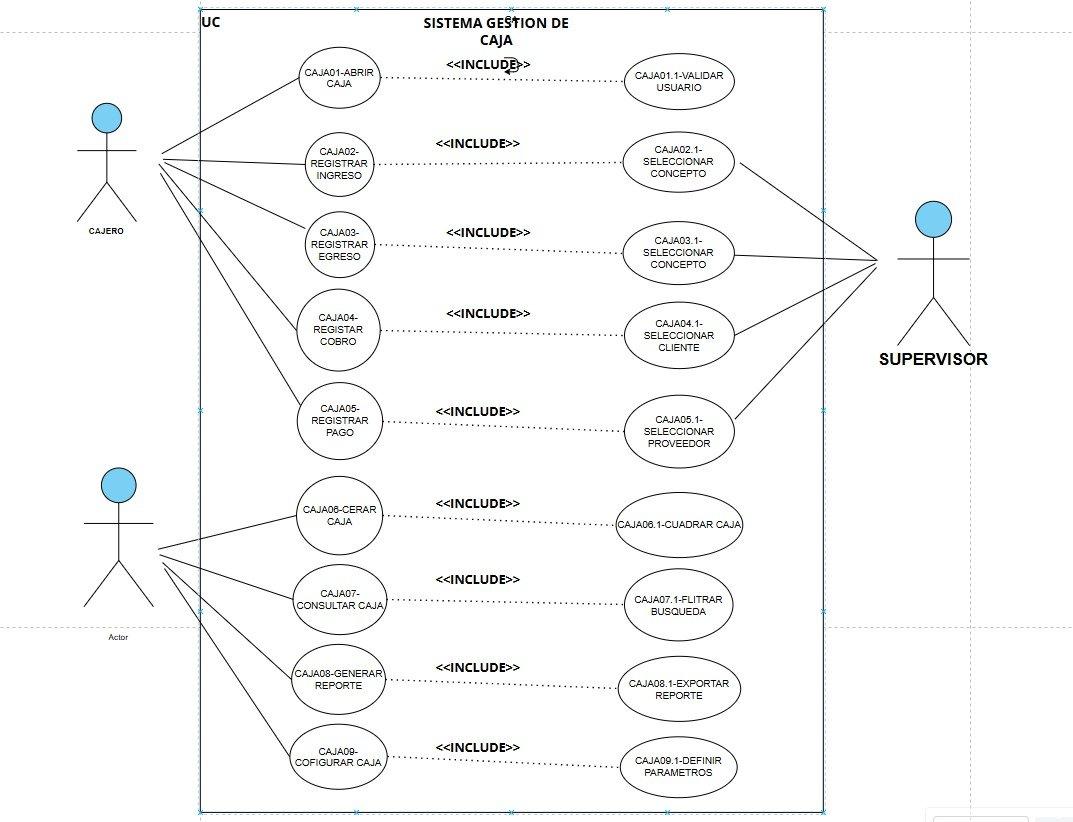 UC
SISTEMA GESTION DE
CAJA
<<INCLUDE>>
CAJA01-ABRIR
CAJA
CAJA01.1-VALIDAR
USUARIO
<<INCLUDE>>
CAJA02-
REGISTRAR
INGRESO
CAJA02.1-
SELECCIONAR
CONCEPTO
CAJERO
<<INCLUDE>>
CAJA03-
REGISTRAR
EGRESO
CAJA03.1-
SELECCIONAR
CONCEPTO
<<INCLUDE>>
CAJA04-
REGISTAR
COBRO
CAJA04.1-
SELECCIONAR
CLIENTE
SUPERVISOR
<<INCLUDE>>
CAJA05-
REGISTRAR
PAGO
CAJA05.1-
SELECCIONAR
PROVEEDOR
<<INCLUDE>>
CAJA06-CERAR
CAJA
CAJA06.1-CUADRAR CAJA
<<INCLUDE>>
CAJA07-
CONSULTAR CAJA
CAJA07.1-FLITRAR
BUSQUEDA
Actor
<<INCLUDE>>
CAJA08-GENERAR
REPORTE
CAJA08.1-EXPORTAR
REPORTE
<<INCLUDE>>
CAJA09-
COFIGURAR CAJA
CAJA09.1-DEFINIR
PARAMETROS